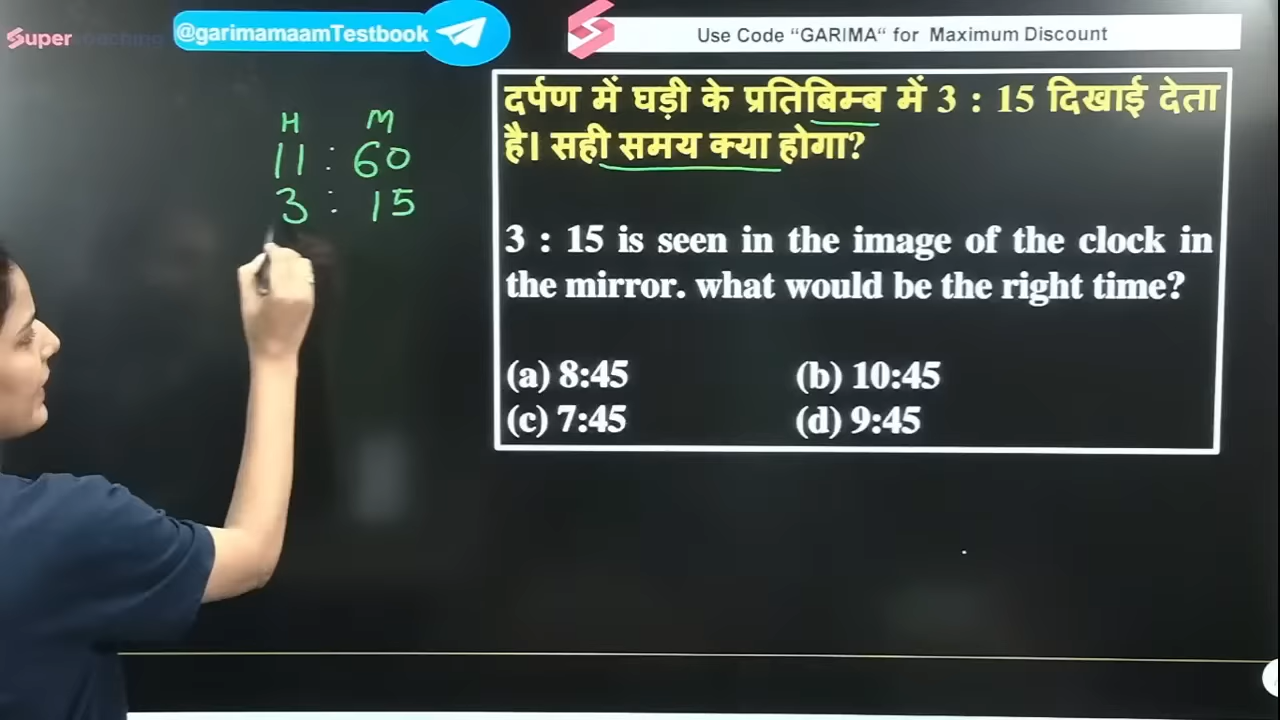 Supercoaching
@garimamaamTestbook
Use Code “GARIMA“ for Maximum Discount
H M
11 : 60
3 : 15
दर्पण में घड़ी के प्रतिबिम्ब में 3 : 15 दिखाई देता
है। सही समय क्या होगा?
3 : 15 is seen in the image of the clock in
the mirror. what would be the right time?
(a) 8:45 (b) 10:45
(c) 7:45 (d) 9:45